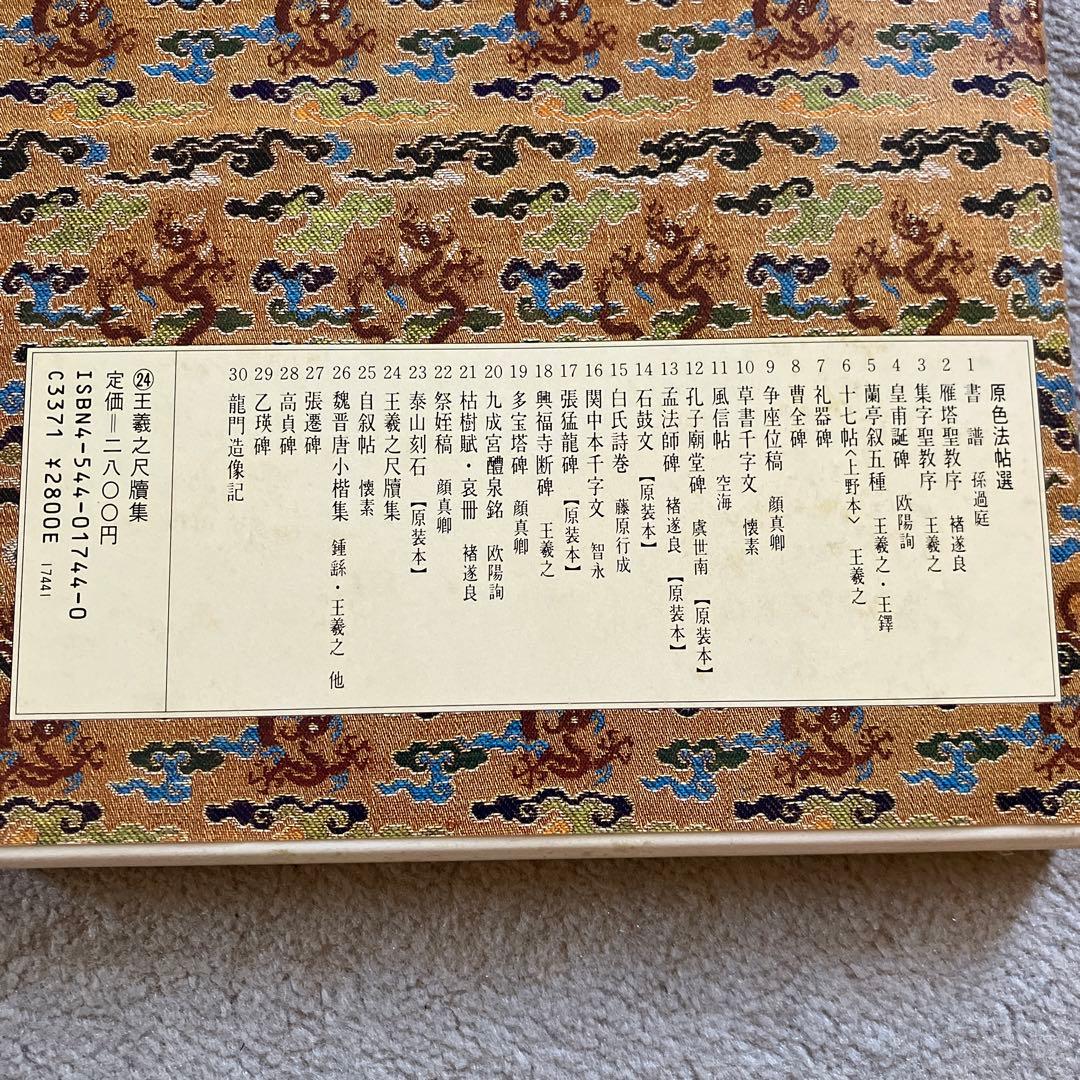 原色法帖選
1 書譜 孫過庭
2 雁塔聖教序 褚遂良
3 集字聖教序 王羲之
4 皇甫誕碑 欧陽詢
5 蘭亭叙五種 王羲之・王鐸
6 十七帖〈上野本〉 王羲之
7 礼器碑
8 曹全碑
9 争座位稿 顔真卿
10 草書千字文 懐素
11 風信帖 空海
12 孔子廟堂碑 虞世南 【原装本】
13 孟法師碑 褚遂良 【原装本】
14 石鼓文 【原装本】
15 白氏詩巻 藤原行成
16 関中本千字文 智永
17 張猛龍碑 【原装本】
18 興福寺断碑 王羲之
19 多宝塔碑 顔真卿
20 九成宮醴泉銘 欧陽詢
21 枯樹賦・哀冊 褚遂良
22 祭姪稿 顔真卿
23 泰山刻石 【原装本】
24 王羲之尺牘集
25 自叙帖 懐素
26 魏晋唐小楷集 鍾繇・王羲之 他
27 張遷碑
28 高貞碑
29 乙瑛碑
30 龍門造像記
㉔王羲之尺牘集
定価=二八〇〇円
ISBN4-544-01744-0
C3371 ¥2800E
17441